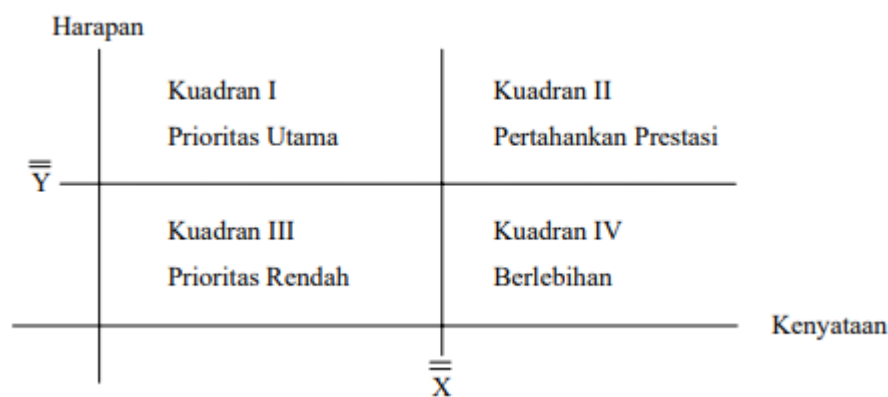 Harapan
Kuadran I
Prioritas Utama
Kuadran II
Pertahankan Prestasi
Y
Kuadran III
Prioritas Rendah
Kuadran IV
Berlebihan
Kenyataan
X